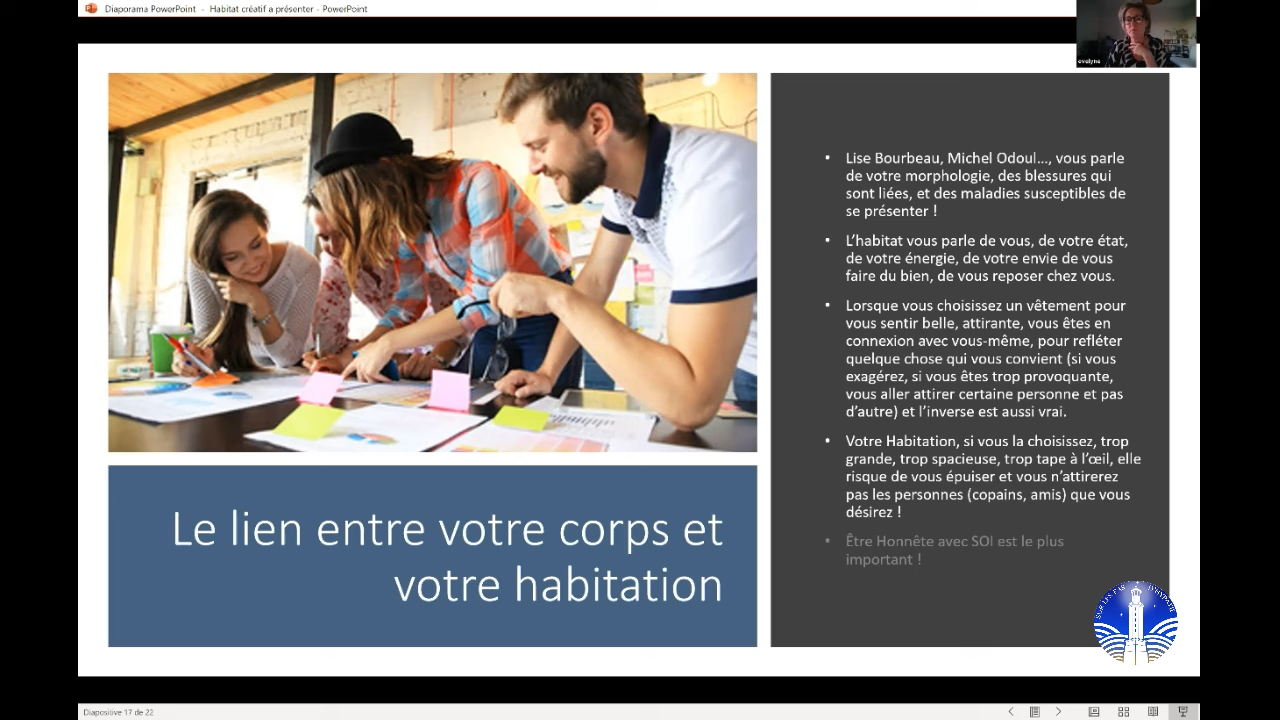 Diaporama PowerPoint - Habitat créatif a présenter - PowerPoint
evelyne
• Lise Bourbeau, Michel Odoul..., vous parle
de votre morphologie, des blessures qui
sont liées, et des maladies susceptibles de
se présenter !
• L'habitat vous parle de vous, de votre état,
de votre énergie, de votre envie de vous
faire du bien, de vous reposer chez vous.
• Lorsque vous choisissez un vêtement pour
vous sentir belle, attirante, vous êtes en
connexion avec vous-même, pour refléter
quelque chose qui vous convient (si vous
exagérez, si vous êtes trop provoquante,
vous aller attirer certaine personne et pas
d'autre) et l'inverse est aussi vrai.
• Votre Habitation, si vous la choisissez, trop
grande, trop spacieuse, trop tape à l'œil, elle
risque de vous épuiser et vous n'attirerez
pas les personnes (copains, amis) que vous
désirez !
• Être Honnête avec SOI est le plus
important !
Le lien entre votre corps et
votre habitation
SUR LES PAS
Diapositive 17 de 22